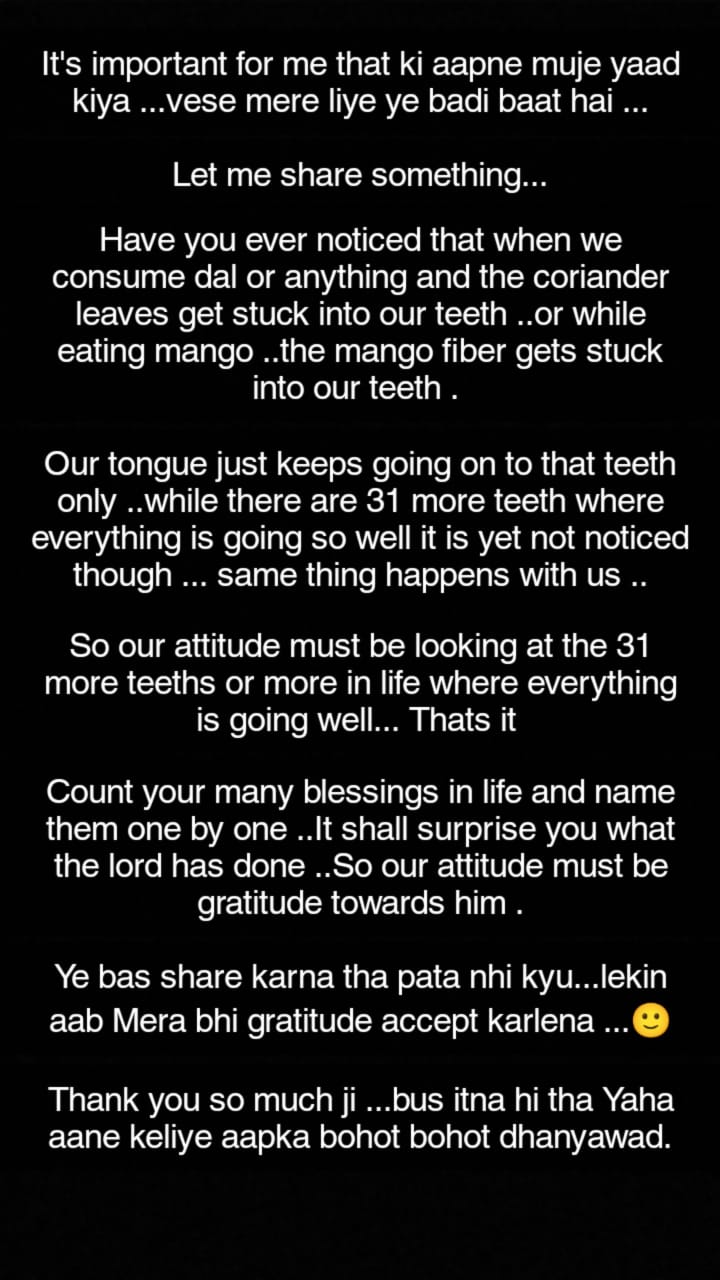 It's important for me that ki aapne muje yaad
kiya ...vese mere liye ye badi baat hai ...
Let me share something...
Have you ever noticed that when we
consume dal or anything and the coriander
leaves get stuck into our teeth ..or while
eating mango ..the mango fiber gets stuck
into our teeth .
Our tongue just keeps going on to that teeth
only ..while there are 31 more teeth where
everything is going so well it is yet not noticed
though ... same thing happens with us ..
So our attitude must be looking at the 31
more teeths or more in life where everything
is going well... Thats it
Count your many blessings in life and name
them one by one ..It shall surprise you what
the lord has done ..So our attitude must be
gratitude towards him .
Ye bas share karna tha pata nhi kyu...lekin
aab Mera bhi gratitude accept karlena ...🙂
Thank you so much ji ...bus itna hi tha Yaha
aane keliye aapka bohot bohot dhanyawad.